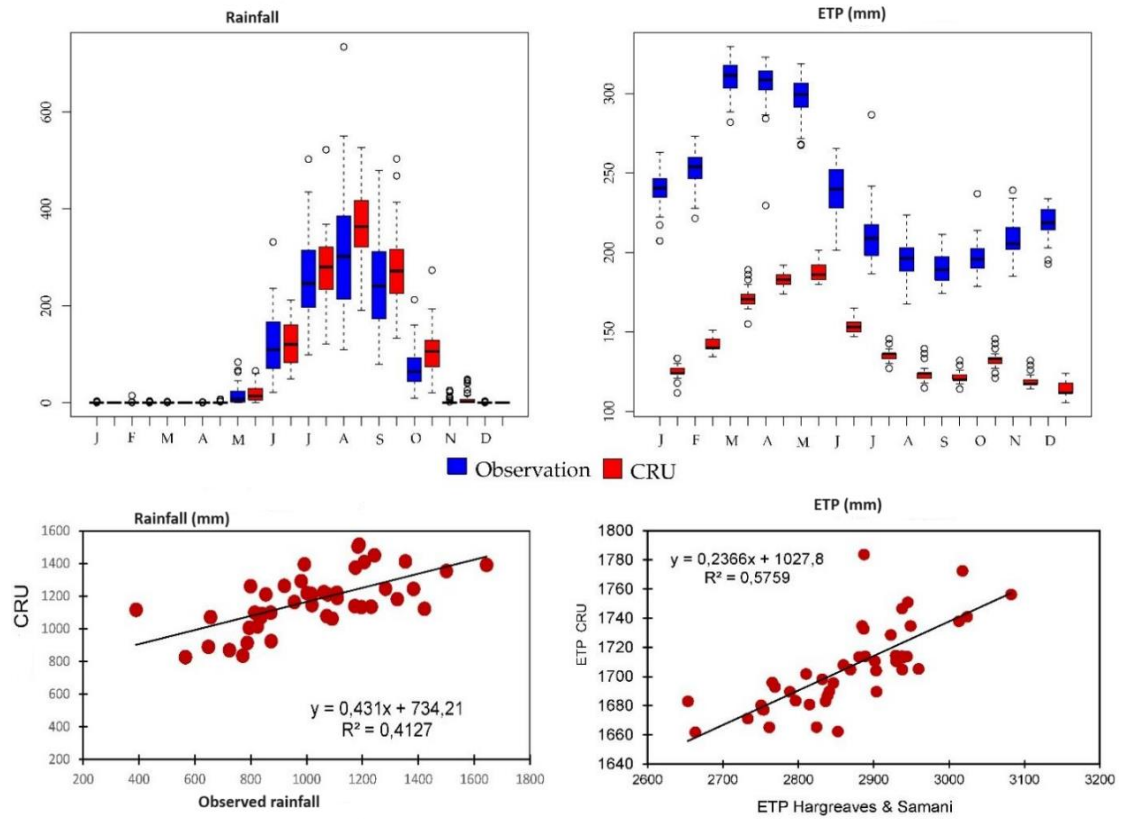 Rainfall
600
400
200
0
J F M A M J J A S O N D
ETP (mm)
300
250
200
150
100
J F M A M J J A S O N D
Observation CRU
Rainfall (mm)
1600
1400
1200
1000
800
600
400
200
CRU
y = 0,431x + 734,21
R² = 0,4127
200 400 600 800 1000 1200 1400 1600 1800
Observed rainfall
ETP (mm)
1800
1780
1760
1740
1720
1700
1680
1660
1640
ETP CRU
y = 0,2366x + 1027,8
R² = 0,5759
2600 2700 2800 2900 3000 3100 3200
ETP Hargreaves & Samani